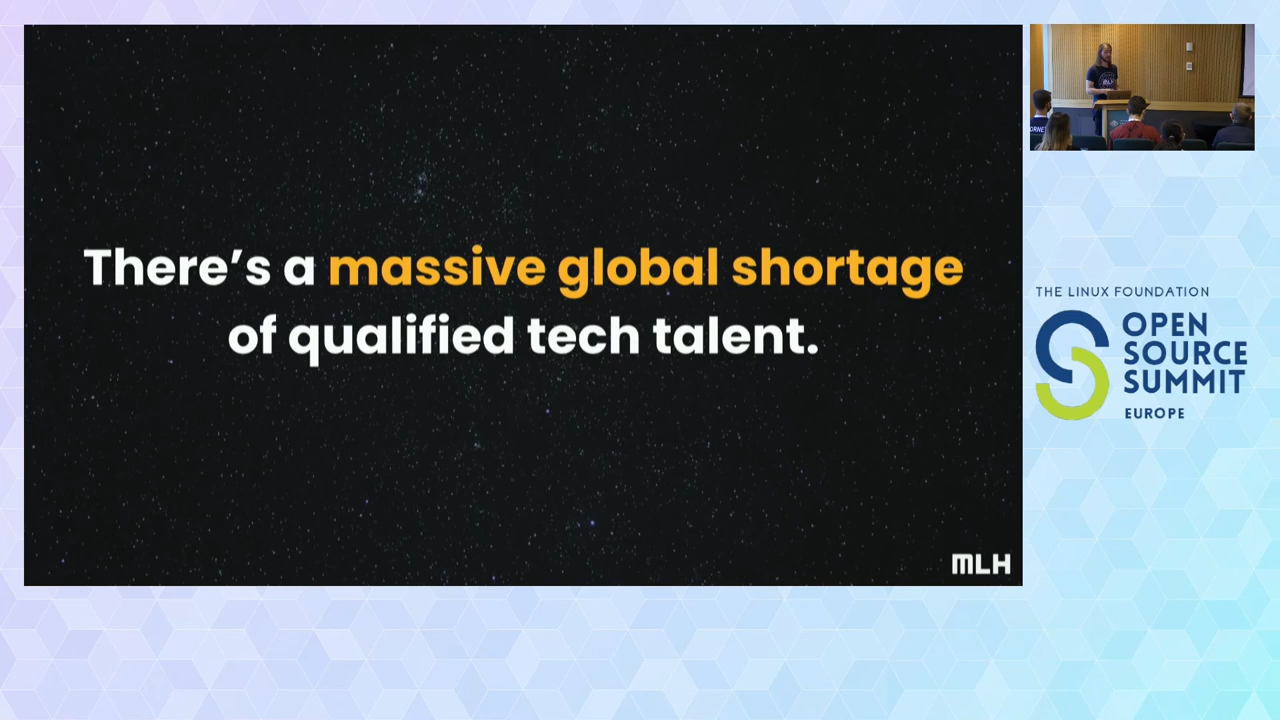 There’s a massive global shortage
of qualified tech talent.
MLH
THE LINUX FOUNDATION
OPEN
SOURCE
SUMMIT
EUROPE